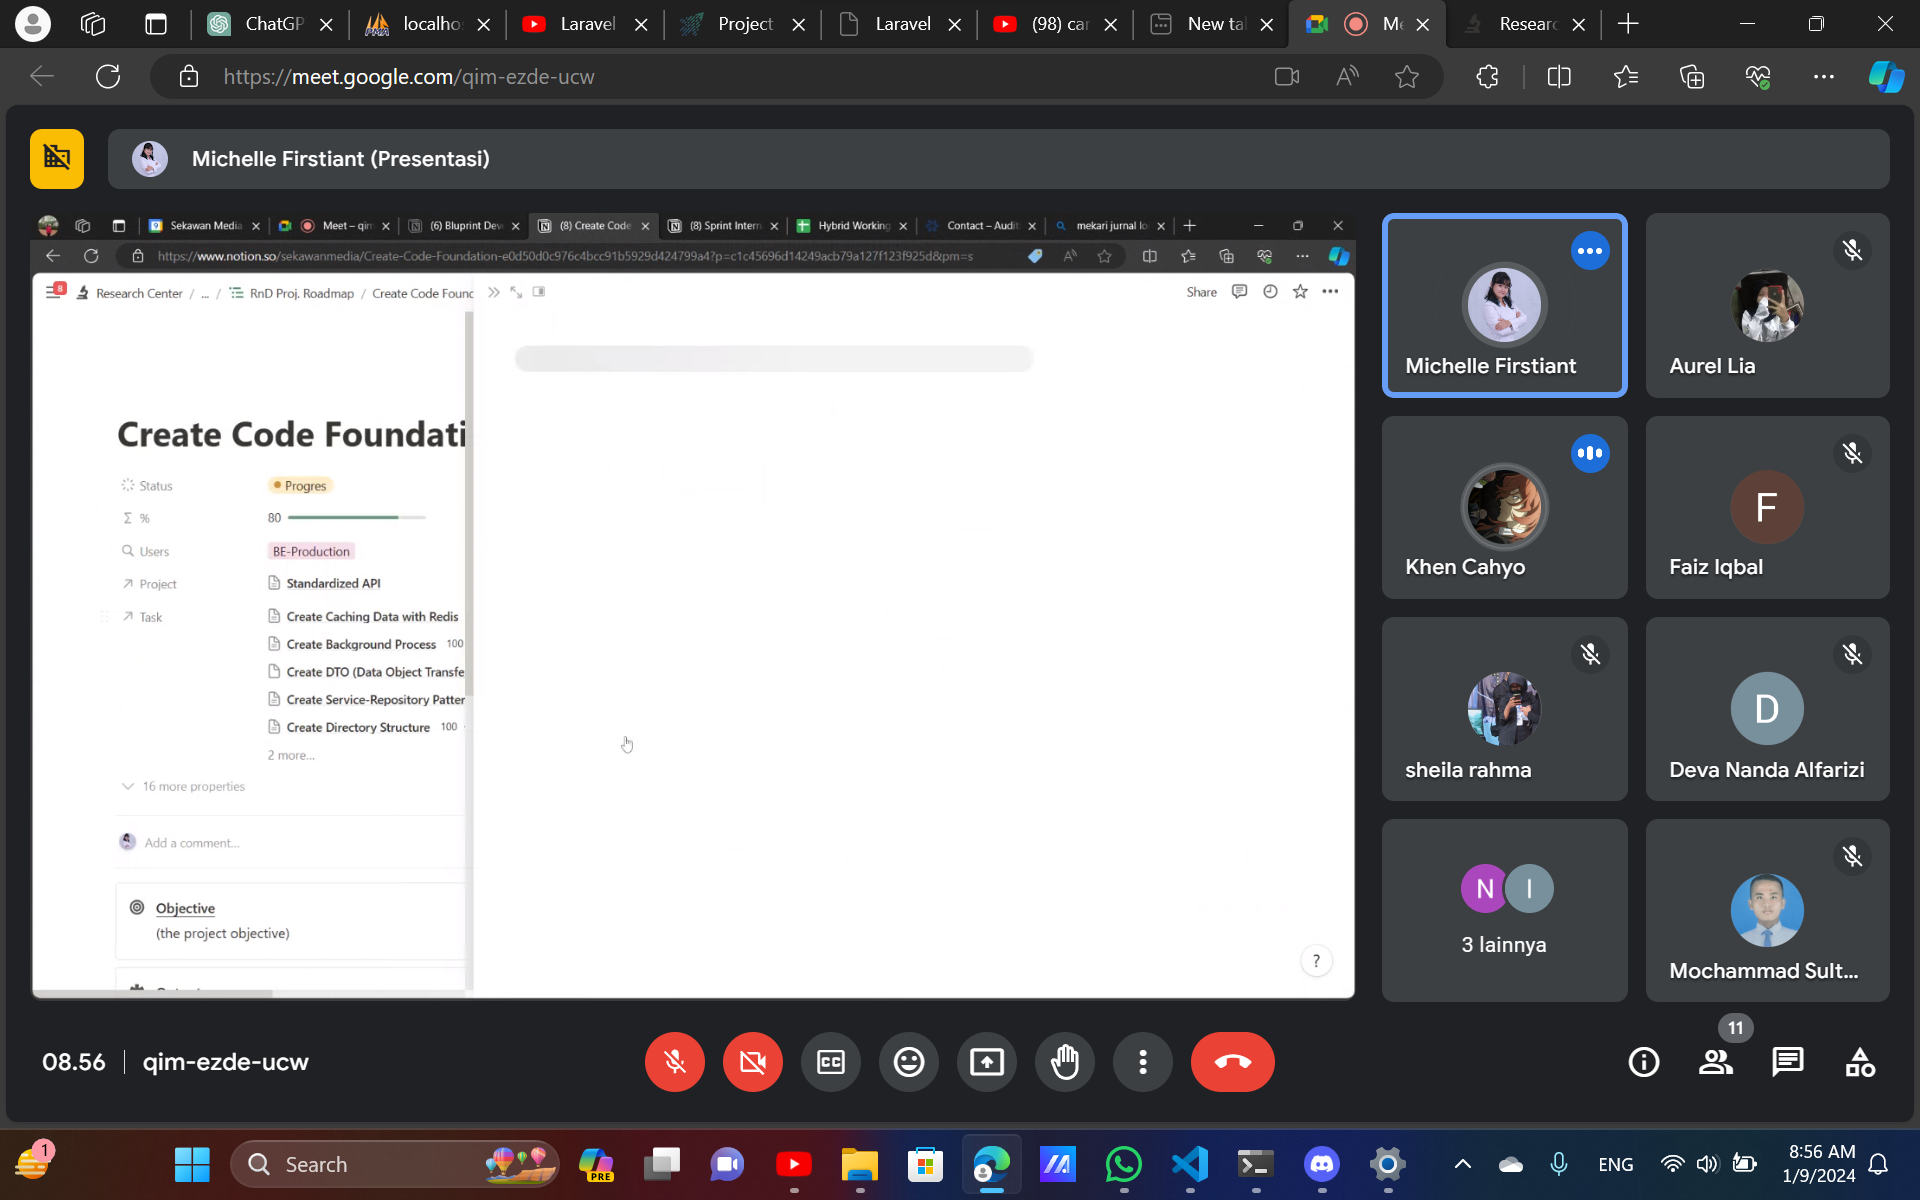 ChatGP
localho
Laravel
Project
Laravel
(98) car
New tal
Me
Researc
https://meet.google.com/qim-ezde-ucw
Michelle Firstiant (Presentasi)
Sekawan Media
Meet – qim
(6) Bluprint Dev
(8) Create Code
(8) Sprint Intern
Hybrid Working
Contact – Audit
mekari jurnal lo
https://www.notion.so/sekawanmedia/Create-Code-Foundation-e0d50d0c976c4bcc91b5929d424799a4?p=c1c45696d14249acb79a127f123f925d&pm=s
8
Research Center / ... / RnD Proj. Roadmap / Create Code Found
Share
Create Code Foundati
Status
Progres
%
80
Users
BE-Production
Project
Standardized API
Task
Create Caching Data with Redis
Create Background Process 100
Create DTO (Data Object Transfe
Create Service-Repository Patter
Create Directory Structure 100
2 more...
16 more properties
Add a comment...
Objective
(the project objective)
?
Michelle Firstiant
Aurel Lia
Khen Cahyo
F
Faiz Iqbal
sheila rahma
D
Deva Nanda Alfarizi
N
I
3 lainnya
Mochammad Sult...
08.56
qim-ezde-ucw
CC
11
1
Search
PRE
ENG
8:56 AM
1/9/2024